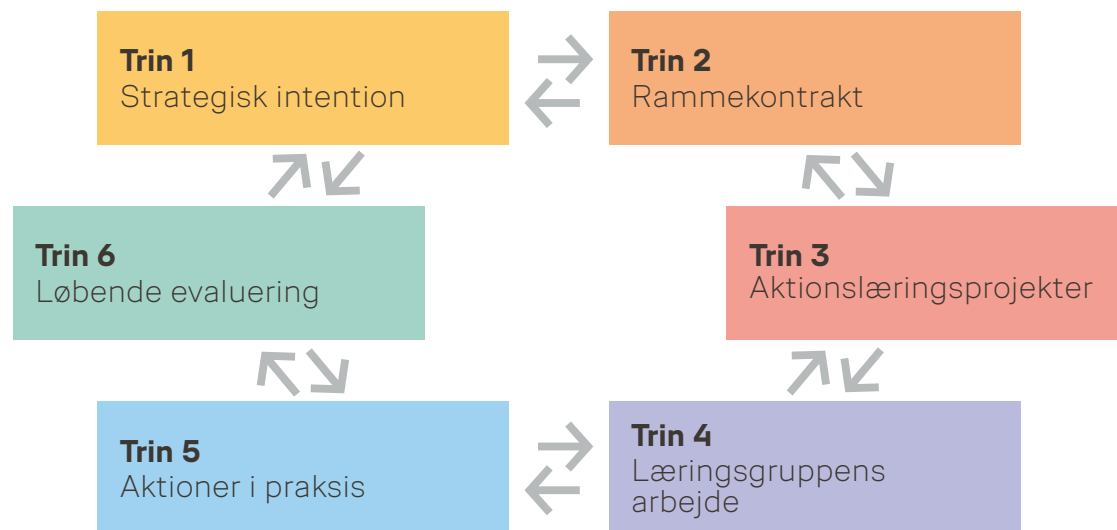 Trin 1
Strategisk intention
Trin 2
Rammekontrakt
Trin 3
Aktionslæringsprojekter
Trin 4
Læringsgruppens
arbejde
Trin 5
Aktioner i praksis
Trin 6
Løbende evaluering